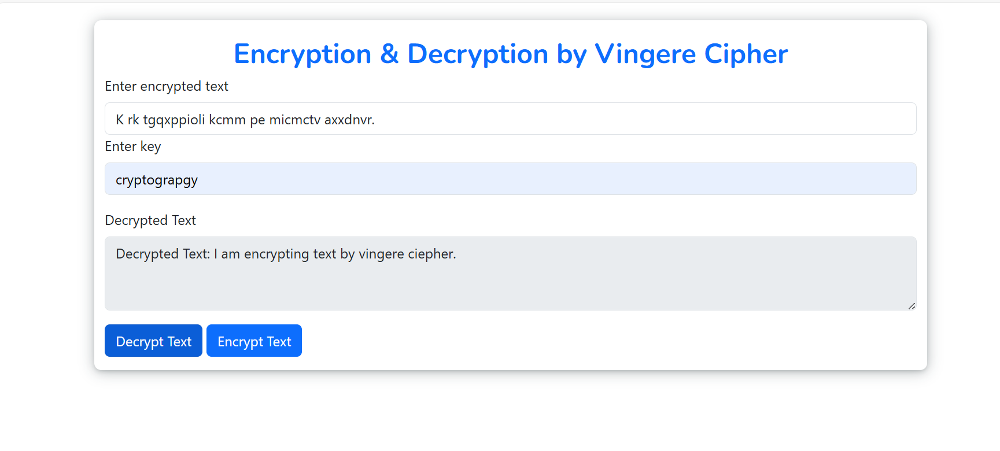 Encryption & Decryption by Vingere Cipher
Enter encrypted text
K rk tgqxppioli kcmm pe micmctv axxdnvr.
Enter key
cryptograpgy
Decrypted Text
Decrypted Text: I am encrypting text by vingere ciepher.
Decrypt Text Encrypt Text